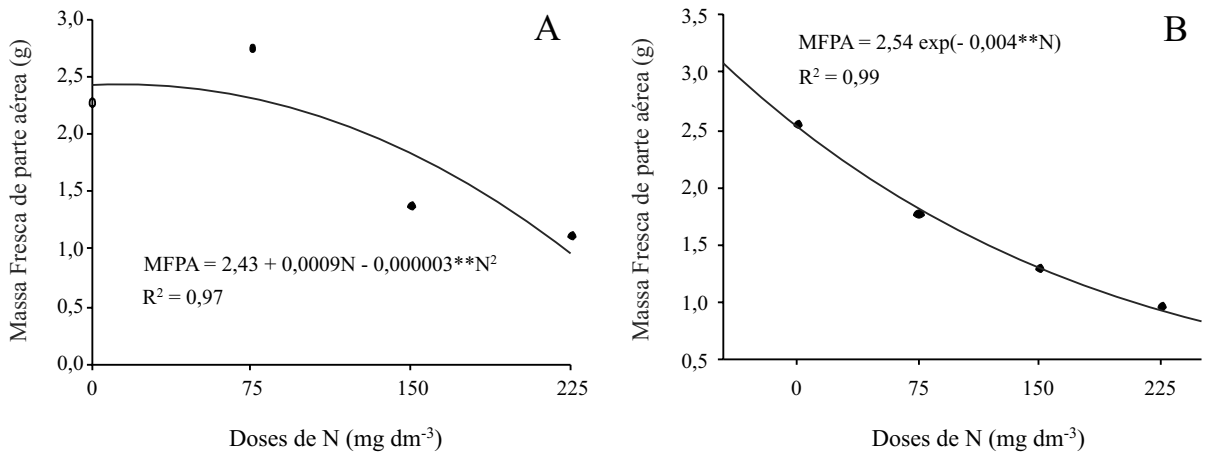 A
Massa Fresca de parte aérea (g)
3,0
2,5
2,0
1,5
1,0
0,5
0,0
MFPA = 2,43 + 0,0009N - 0,000003**N²
R² = 0,97
0 75 150 225
Doses de N (mg dm⁻³)
B
Massa Fresca de parte aérea (g)
3,5
3,0
2,5
2,0
1,5
1,0
0,5
MFPA = 2,54 exp(- 0,004**N)
R² = 0,99
0 75 150 225
Doses de N (mg dm⁻³)